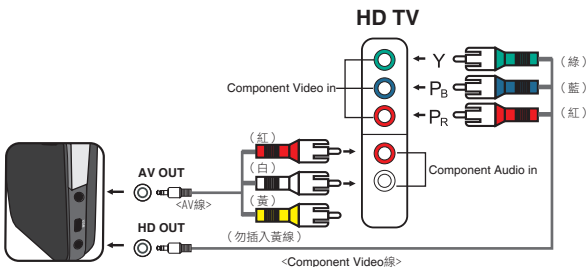 HD TV
Component Video in
Y
（綠）
PB
（藍）
PR
（紅）
（紅）
（白）
（黃）
（勿插入黃線）
Component Audio in
AV OUT
<AV線>
HD OUT
<Component Video線>